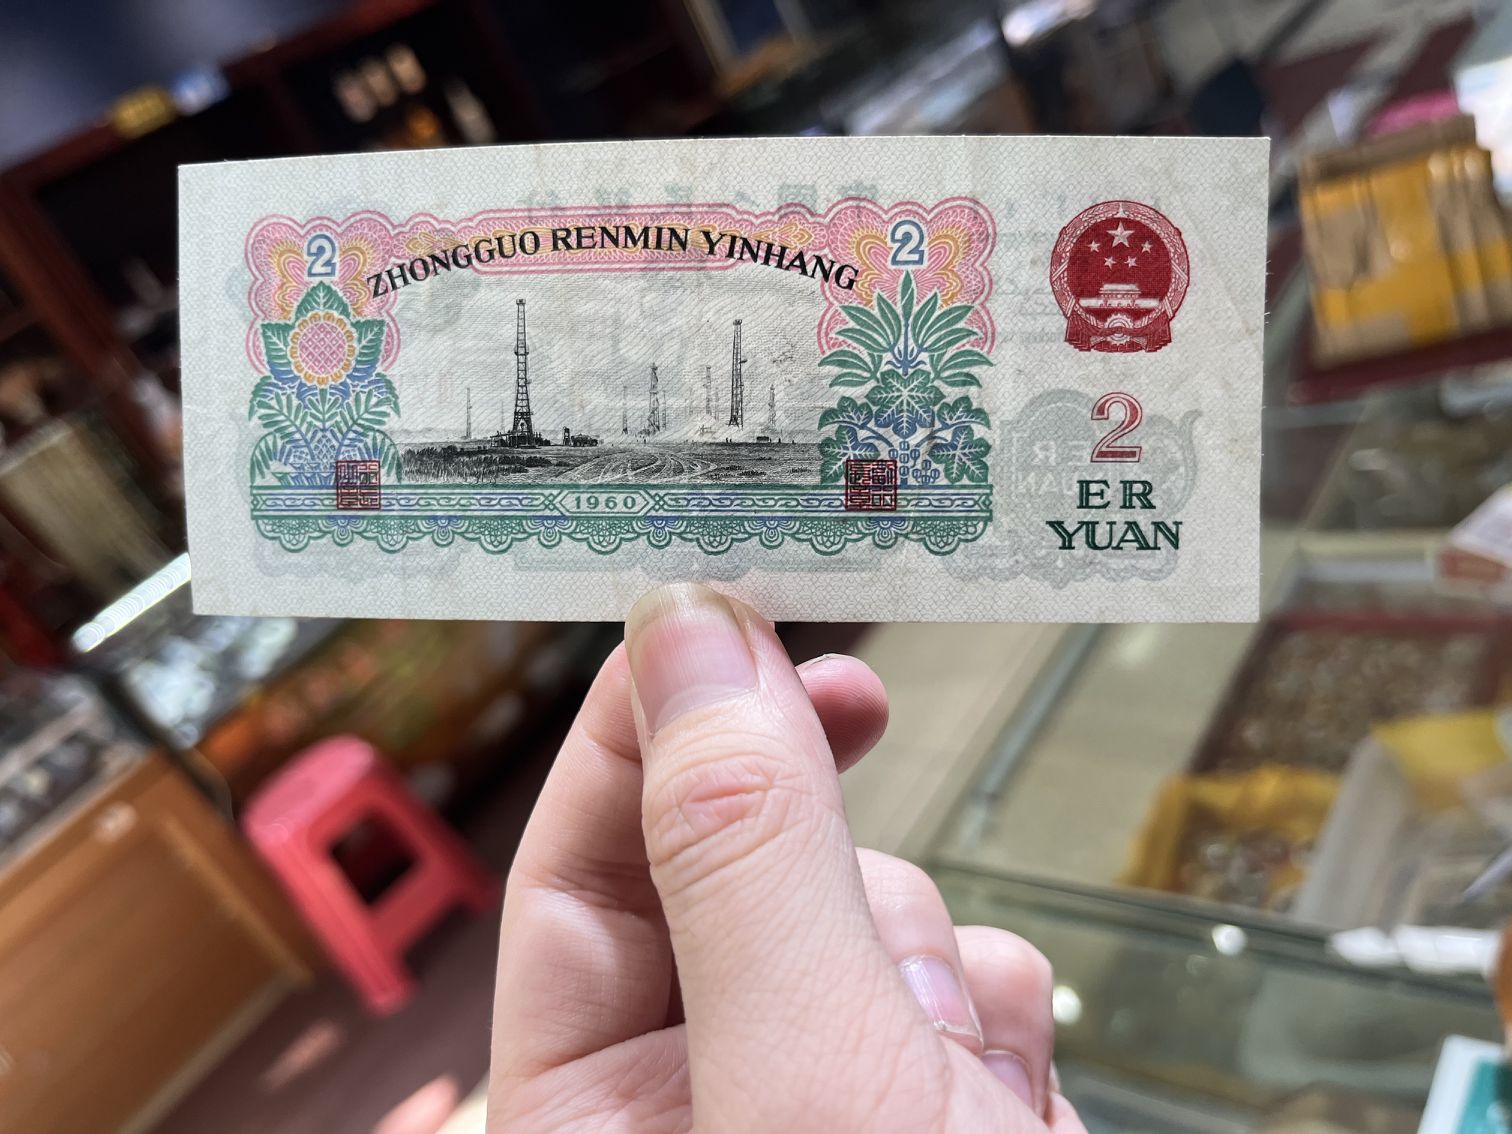 2
ZHONGGUO RENMIN YINHANG
2
1960
2
ER
YUAN